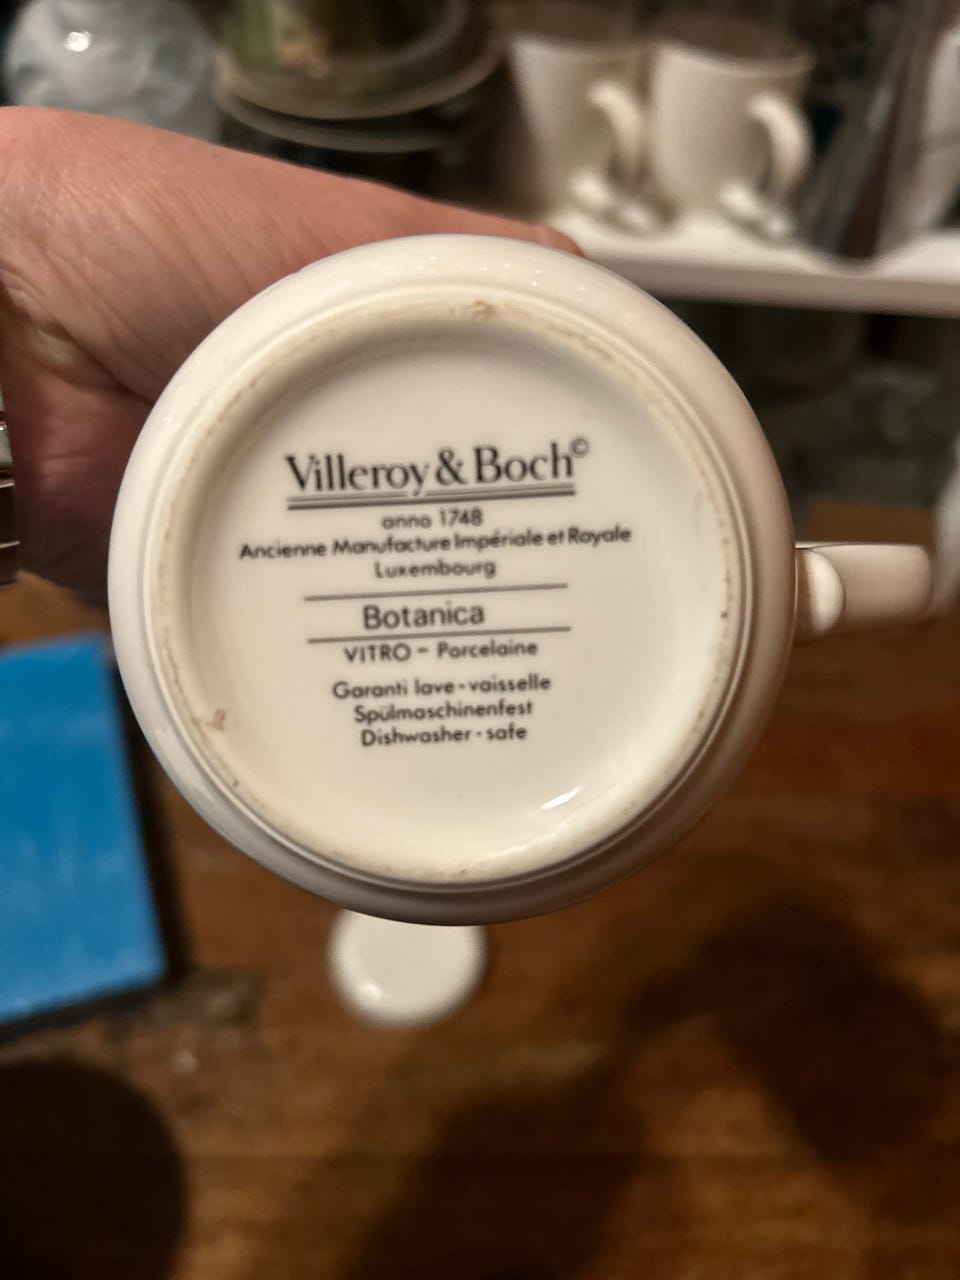 Villeroy & Boch©
anno 1748
Ancienne Manufacture Impériale et Royale
Luxembourg
Botanica
VITRO - Porcelaine
Garanti lave-vaisselle
Spülmaschinenfest
Dishwasher-safe